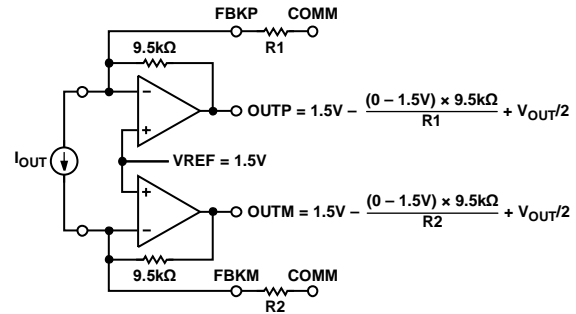 FBKP COMM
R1
9.5kΩ
–
+
OUTP = 1.5V – (0 – 1.5V) × 9.5kΩ / R1 + VOUT/2
IOUT
VREF = 1.5V
+
–
OUTM = 1.5V – (0 – 1.5V) × 9.5kΩ / R2 + VOUT/2
9.5kΩ
FBKM COMM
R2